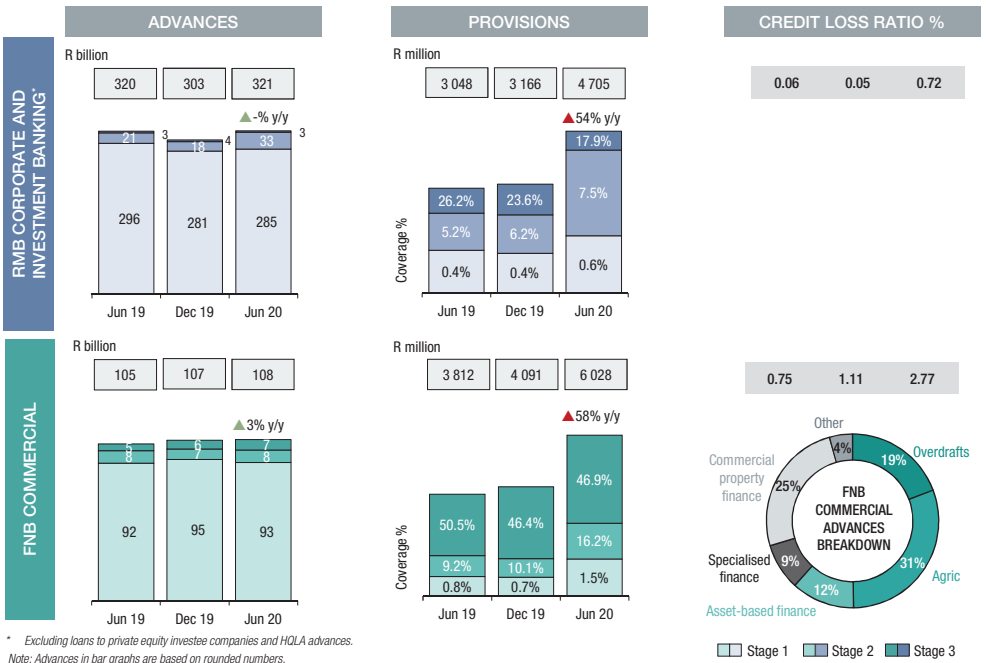 ADVANCES
PROVISIONS
CREDIT LOSS RATIO %
RMB CORPORATE AND
INVESTMENT BANKING*
R billion
320 303 321
-% y/y
21 3 18 4 33 3
296 281 285
Jun 19 Dec 19 Jun 20
R million
3 048 3 166 4 705
54% y/y
Coverage %
26.2% 23.6% 17.9%
5.2% 6.2% 7.5%
0.4% 0.4% 0.6%
Jun 19 Dec 19 Jun 20
0.06 0.05 0.72
FNB COMMERCIAL
R billion
105 107 108
3% y/y
5 6 7
8 7 8
92 95 93
Jun 19 Dec 19 Jun 20
R million
3 812 4 091 6 028
58% y/y
Coverage %
50.5% 46.4% 46.9%
9.2% 10.1% 16.2%
0.8% 0.7% 1.5%
Jun 19 Dec 19 Jun 20
0.75 1.11 2.77
Other
4%
Overdrafts
19%
Commercial
property
finance
25%
FNB
COMMERCIAL
ADVANCES
BREAKDOWN
Specialised
finance
9%
31%
Agric
12%
Asset-based finance
Stage 1 Stage 2 Stage 3
* Excluding loans to private equity investee companies and HQLA advances.
Note: Advances in bar graphs are based on rounded numbers.